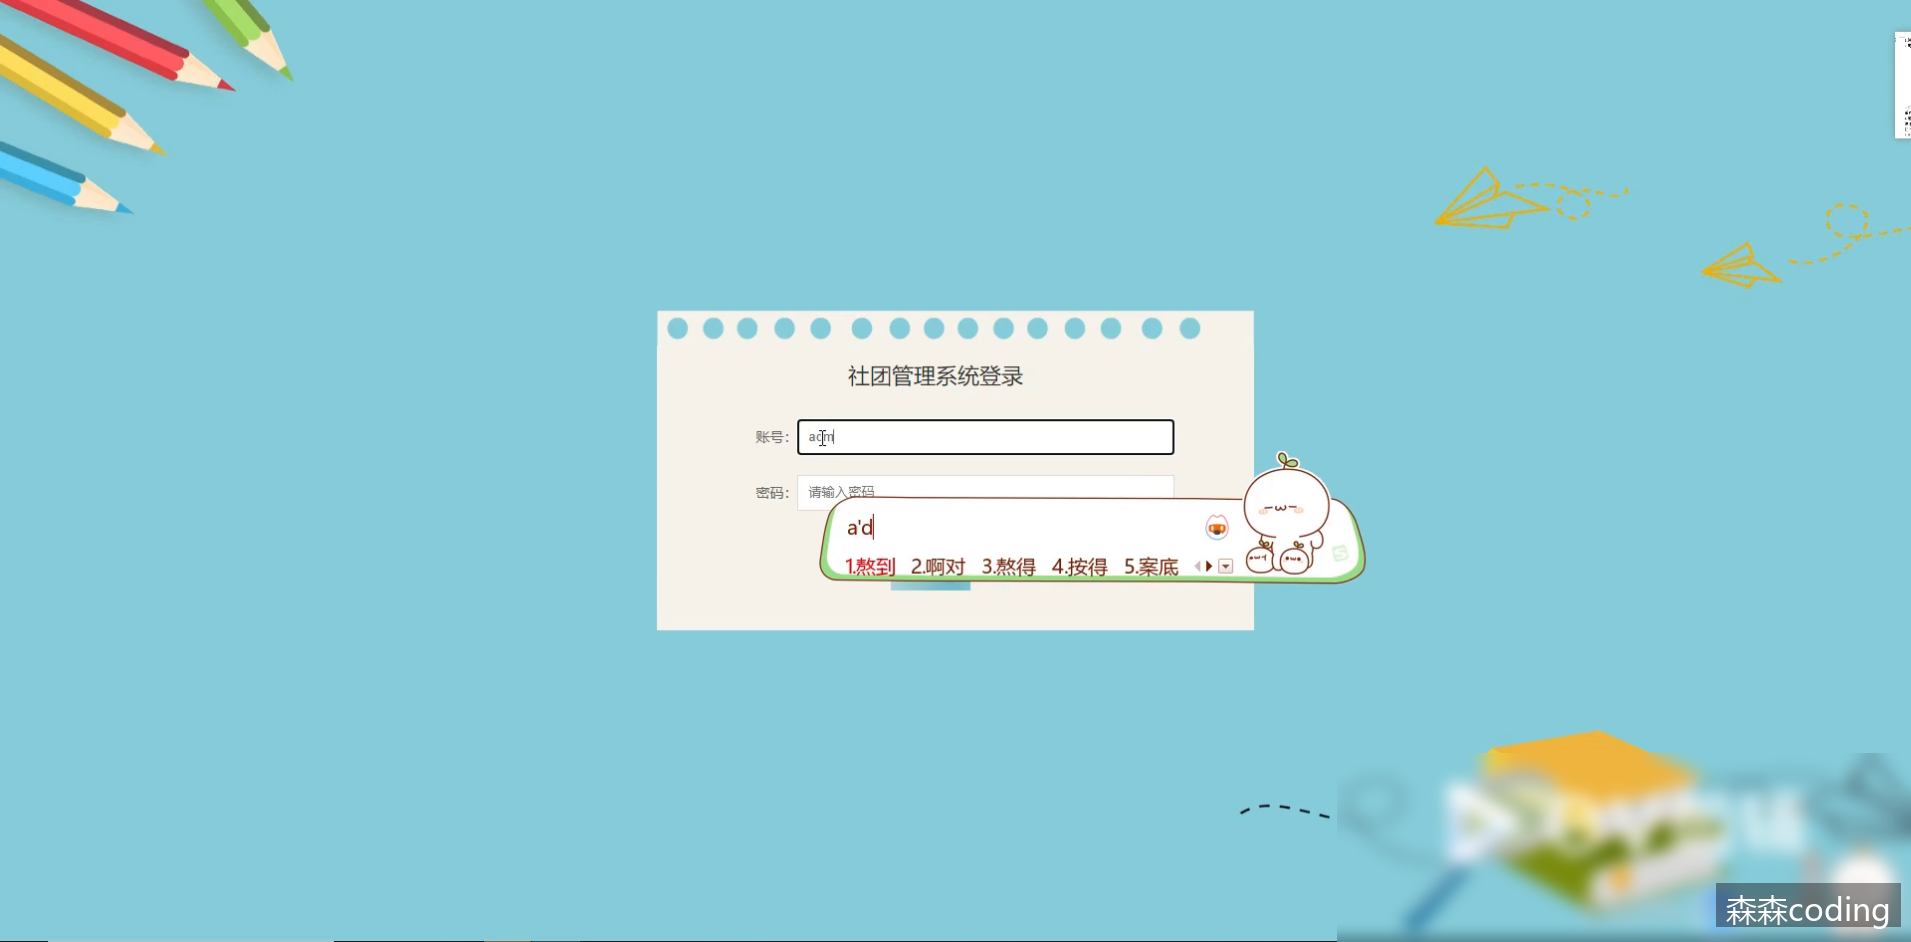 社团管理系统登录
账号: adm
密码: 请输入密码
a'd
1.熬到 2.啊对 3.熬得 4.按得 5.案底
森森coding